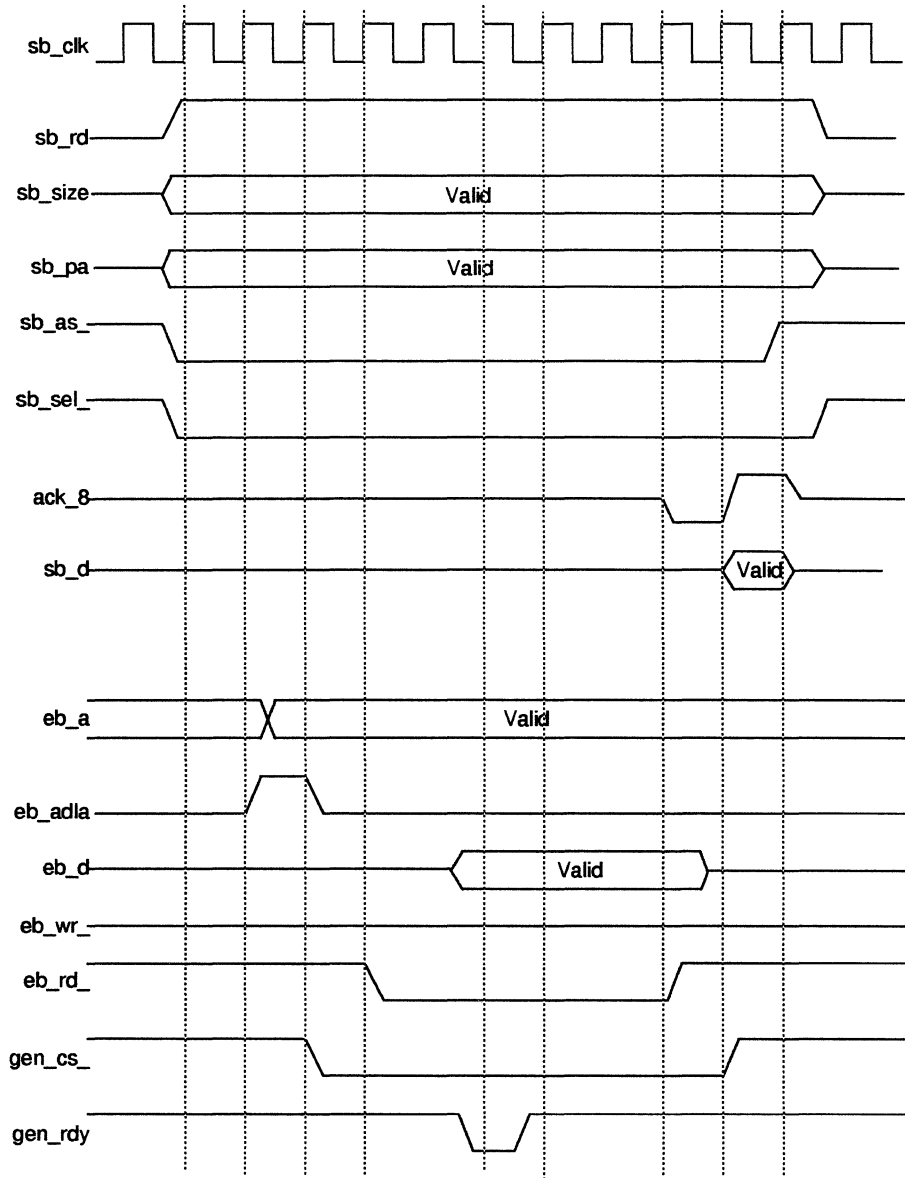 sb_clk
sb_rd
sb_size
Valid
sb_pa
Valid
sb_as_
sb_sel_
ack_8
sb_d
Valid
eb_a
Valid
eb_adla
eb_d
Valid
eb_wr_
eb_rd_
gen_cs_
gen_rdy